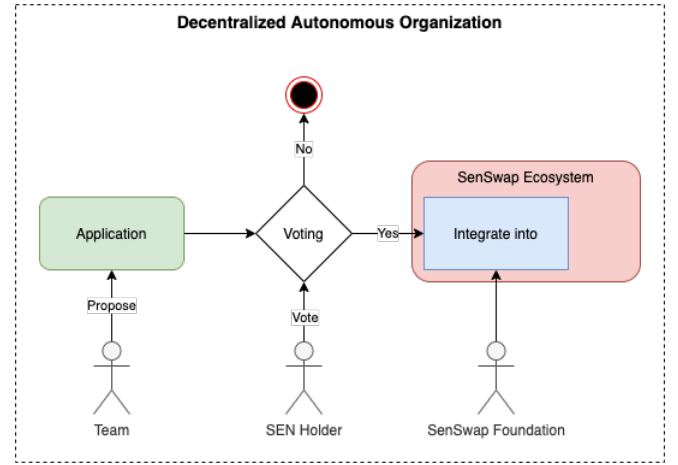 Decentralized Autonomous Organization
No
SenSwap Ecosystem
Application
Voting
Yes
Integrate into
Propose
Vote
Team
SEN Holder
SenSwap Foundation